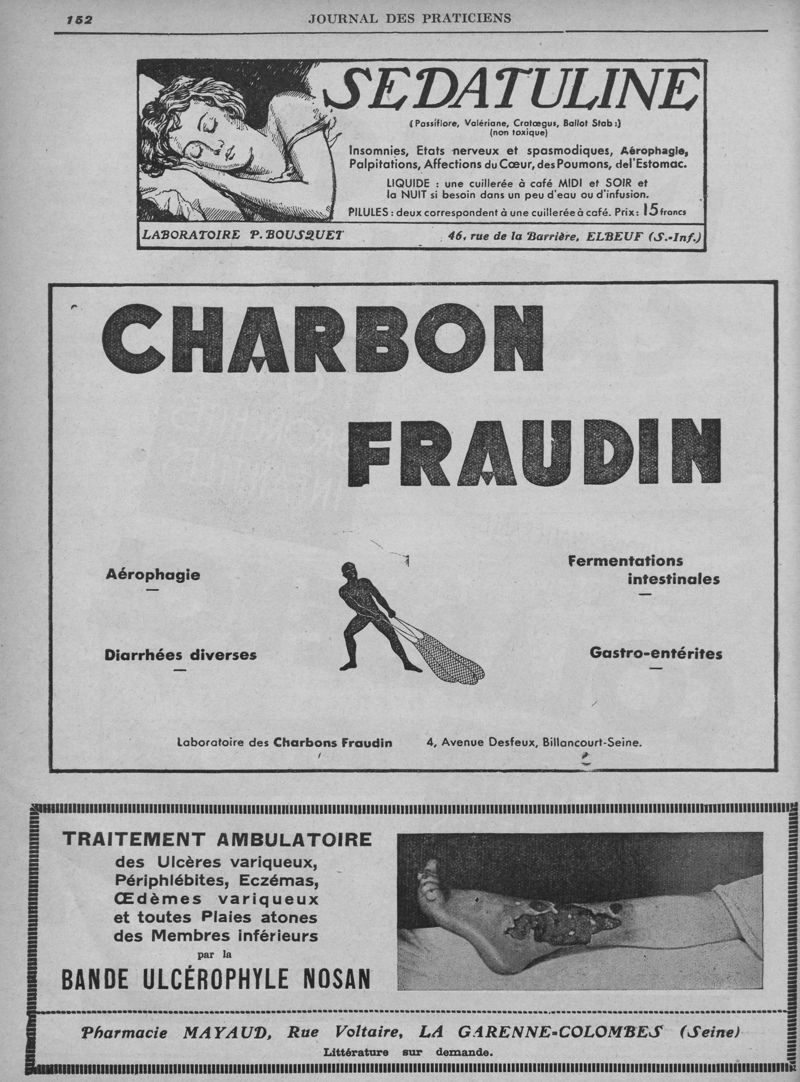 152
JOURNAL DES PRATICIENS
SEDATULINE
(Passiflore, Valériane, Cratœgus, Ballot Stab:)
(non toxique)
Insomnies, Etats nerveux et spasmodiques, Aérophagie,
Palpitations, Affections du Cœur, des Poumons, de l'Estomac.
LIQUIDE : une cuillerée à café MIDI et SOIR et
la NUIT si besoin dans un peu d'eau ou d'infusion.
PILULES : deux correspondent à une cuillerée à café. Prix: 15 francs
LABORATOIRE P. BOUSQUET 46, rue de la Barrière, ELBEUF (S.-Inf.)
CHARBON
FRAUDIN
Aérophagie
Fermentations
intestinales
Diarrhées diverses
Gastro-entérites
Laboratoire des Charbons Fraudin 4, Avenue Desfeux, Billancourt-Seine.
TRAITEMENT AMBULATOIRE
des Ulcères variqueux,
Périphlébites, Eczémas,
Œdèmes variqueux
et toutes Plaies atones
des Membres inférieurs
par la
BANDE ULCÉROPHYLE NOSAN
Pharmacie MAYAUD, Rue Voltaire, LA GARENNE-COLOMBES (Seine)
Littérature sur demande.